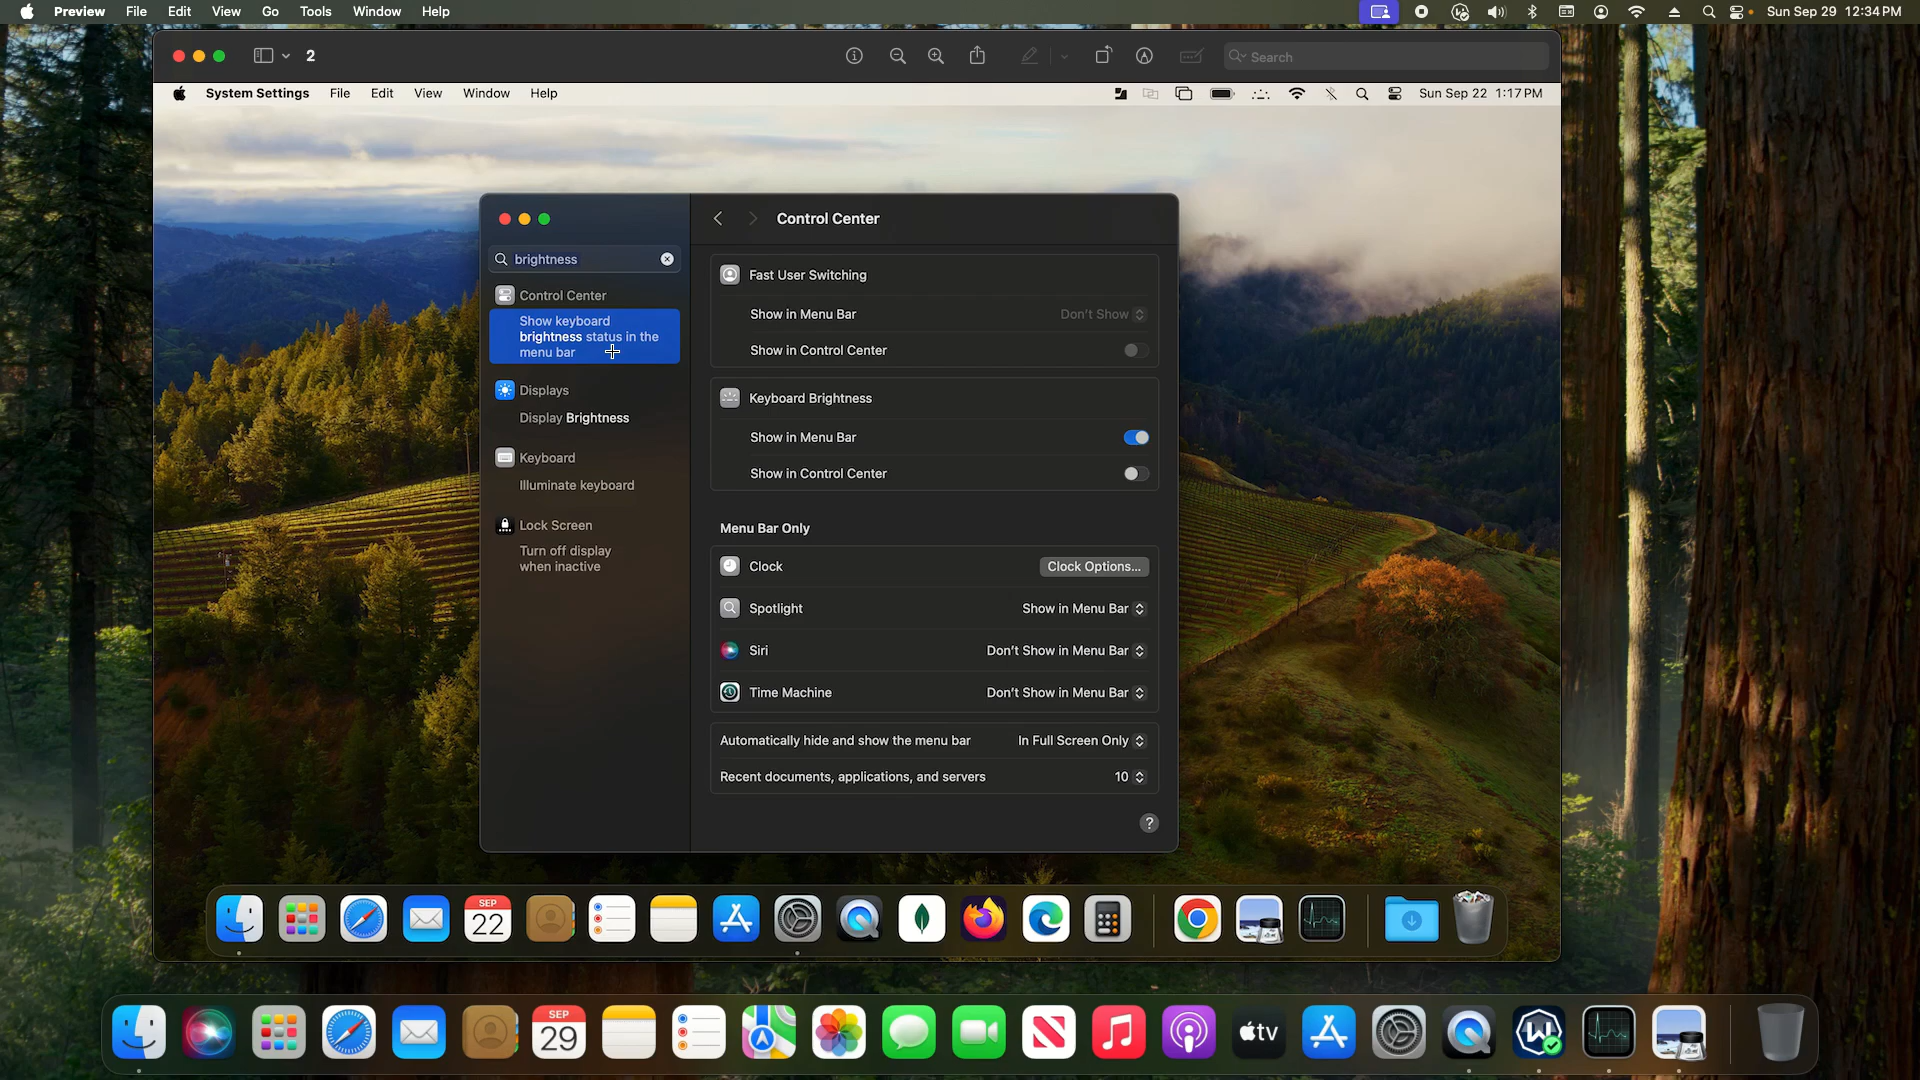 Preview File Edit View Go Tools Window Help Sun Sep 29 12:34 PM
2
Search
System Settings File Edit View Window Help Sun Sep 22 1:17 PM
brightness
Control Center
Show keyboard
brightness status in the
menu bar
Displays
Display Brightness
Keyboard
Illuminate keyboard
Lock Screen
Turn off display
when inactive
Control Center
Fast User Switching
Show in Menu Bar Don't Show
Show in Control Center
Keyboard Brightness
Show in Menu Bar
Show in Control Center
Menu Bar Only
Clock Clock Options...
Spotlight Show in Menu Bar
Siri Don't Show in Menu Bar
Time Machine Don't Show in Menu Bar
Automatically hide and show the menu bar In Full Screen Only
Recent documents, applications, and servers 10
?
SEP
22
SEP
29
tv